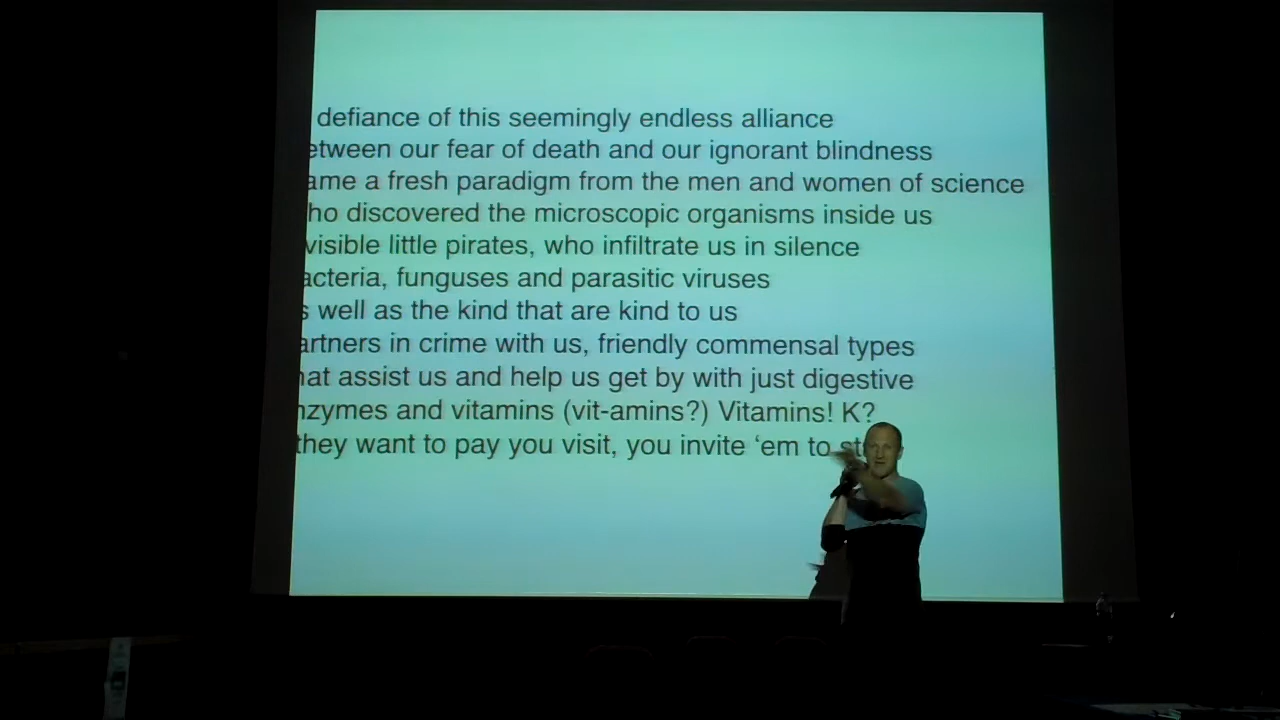 defiance of this seemingly endless alliance
etween our fear of death and our ignorant blindness
ame a fresh paradigm from the men and women of science
ho discovered the microscopic organisms inside us
visible little pirates, who infiltrate us in silence
acteria, funguses and parasitic viruses
s well as the kind that are kind to us
artners in crime with us, friendly commensal types
hat assist us and help us get by with just digestive
nzymes and vitamins (vit-amins?) Vitamins! K?
they want to pay you visit, you invite ‘em to